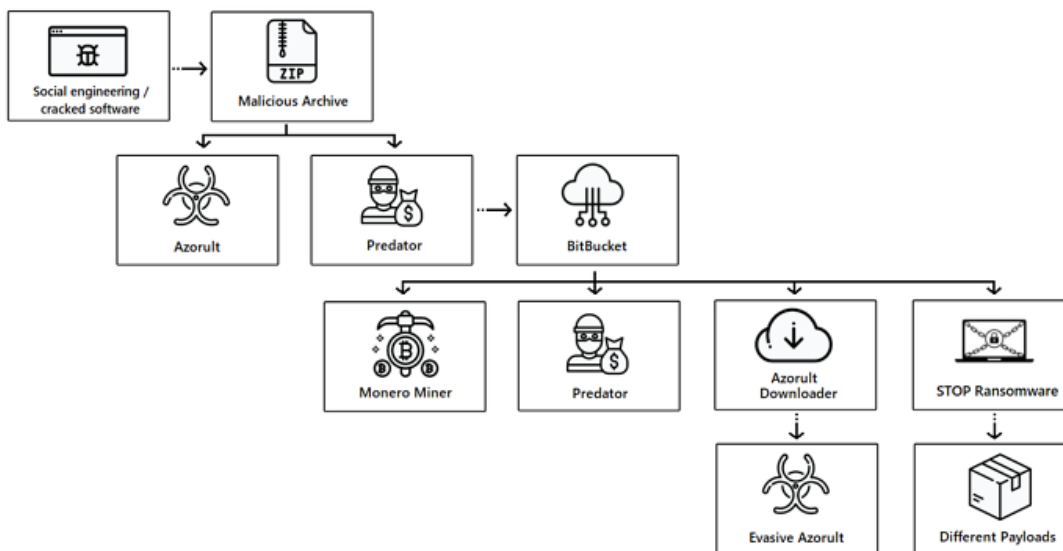 Social engineering /
cracked software
ZIP
Malicious Archive
Azorult
$
Predator
BitBucket
Monero Miner
$
Predator
Azorult
Downloader
STOP Ransomware
Evasive Azorult
Different Payloads